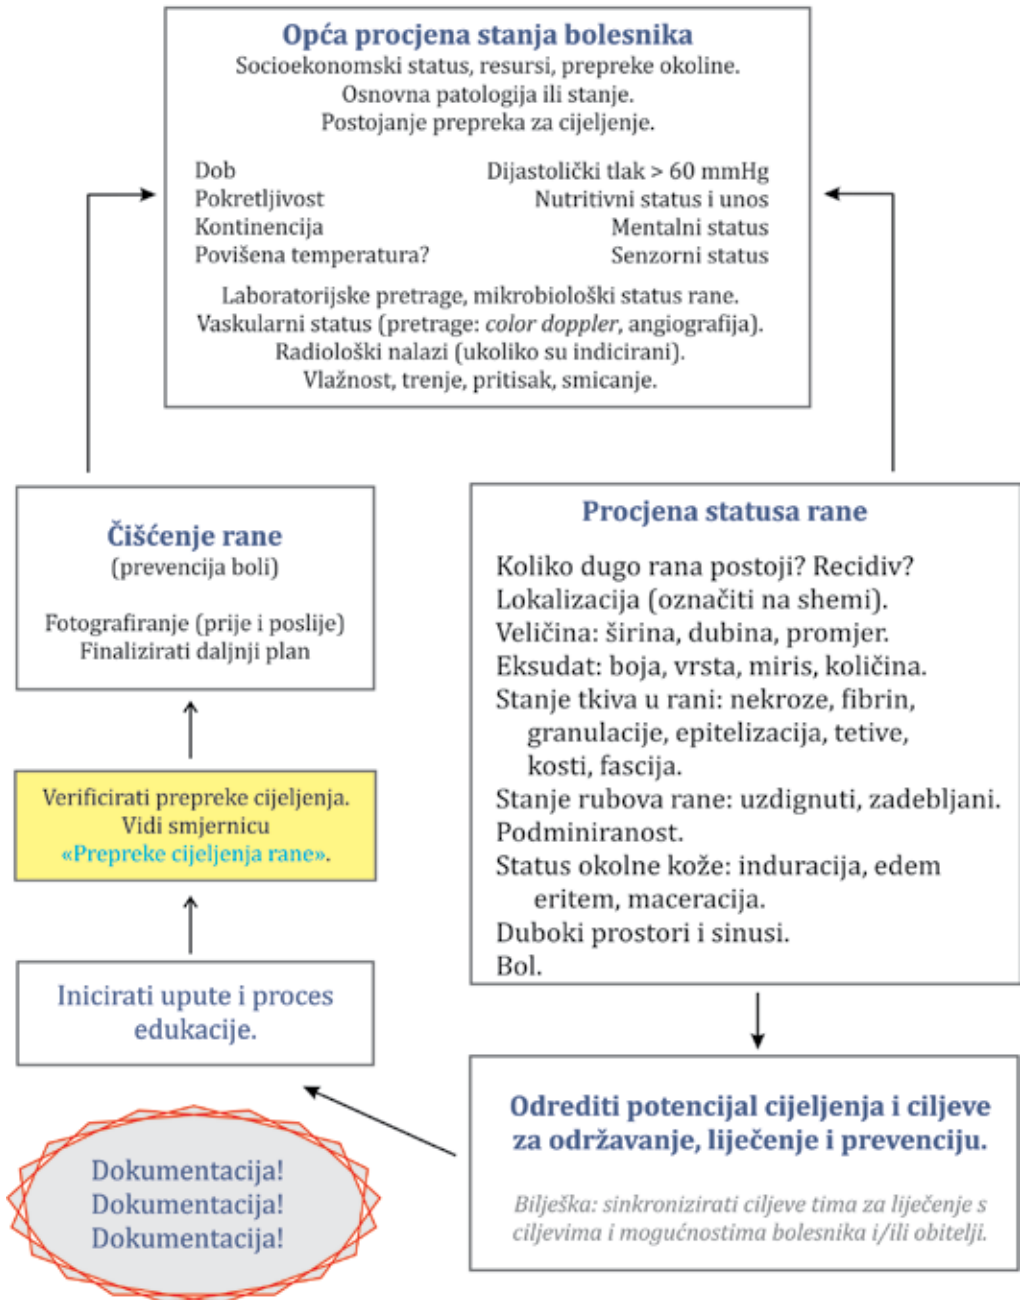 Opća procjena stanja bolesnika
Socioekonomski status, resursi, prepreke okoline.
Osnovna patologija ili stanje.
Postojanje prepreka za cijeljenje.
Dob
Pokretljivost
Kontinencija
Povišena temperatura?
Dijastolički tlak > 60 mmHg
Nutritivni status i unos
Mentalni status
Senzorni status
Laboratorijske pretrage, mikrobiološki status rane.
Vaskularni status (pretrage: color doppler, angiografija).
Radiološki nalazi (ukoliko su indicirani).
Vlažnost, trenje, pritisak, smicanje.
Procjena statusa rane
Koliko dugo rana postoji? Recidiv?
Lokalizacija (označiti na shemi).
Veličina: širina, dubina, promjer.
Eksudat: boja, vrsta, miris, količina.
Stanje tkiva u rani: nekroze, fibrin,
granulacije, epitelizacija, tetive,
kosti, fascija.
Stanje rubova rane: uzdignuti, zadebljani.
Podminiranost.
Status okolne kože: induracija, edem
eritem, maceracija.
Duboki prostori i sinusi.
Bol.
Odrediti potencijal cijeljenja i ciljeve
za održavanje, liječenje i prevenciju.
Bilješka: sinkronizirati ciljeve tima za liječenje s
ciljevima i mogućnostima bolesnika i/ili obitelji.
Inicirati upute i proces
edukacije.
Verificirati prepreke cijeljenja.
Vidi smjernicu
«Prepreke cijeljenja rane».
Čišćenje rane
(prevencija boli)
Fotografiranje (prije i poslije)
Finalizirati daljnji plan
Dokumentacija!
Dokumentacija!
Dokumentacija!